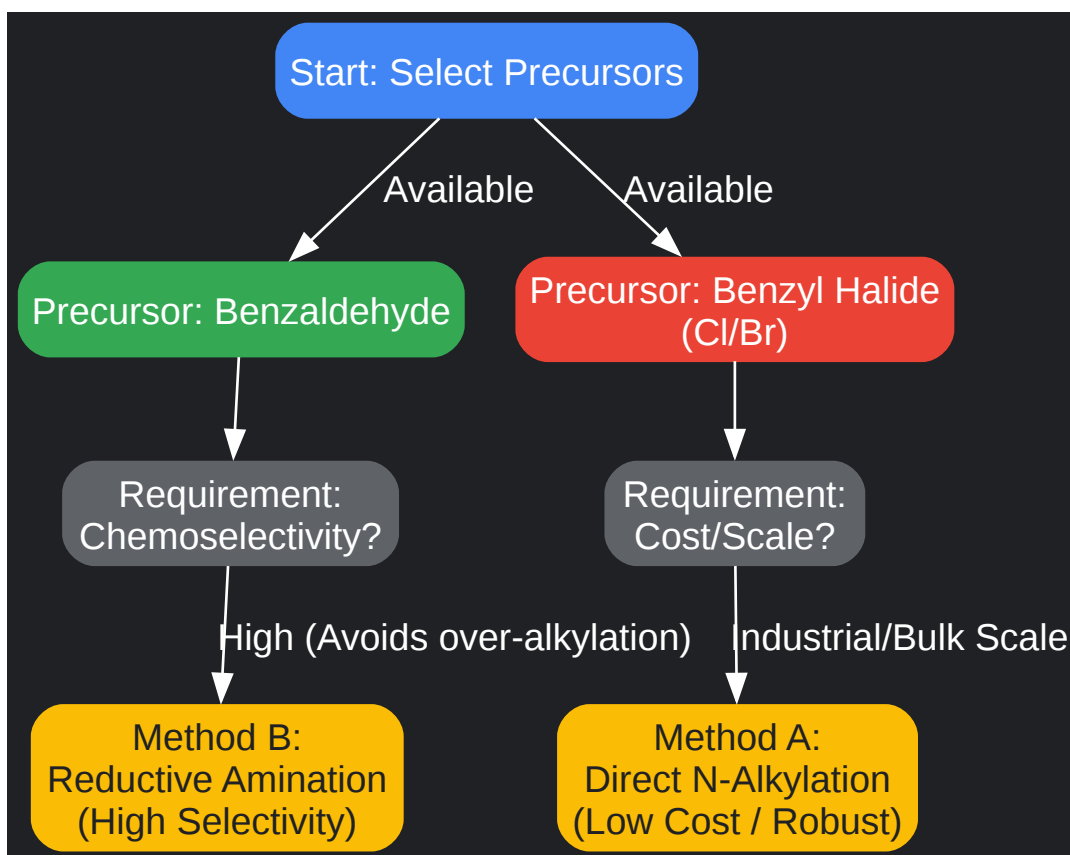 Start: Select Precursors
Available
Available
Precursor: Benzaldehyde
Precursor: Benzyl Halide
(Cl/Br)
Requirement:
Chemoselectivity?
Requirement:
Cost/Scale?
High (Avoids over-alkylation)
Industrial/Bulk Scale
Method B:
Reductive Amination
(High Selectivity)
Method A:
Direct N-Alkylation
(Low Cost / Robust)